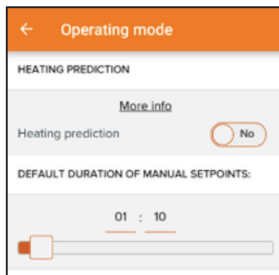 Operating mode
HEATING PREDICTION
More info
Heating prediction No
DEFAULT DURATION OF MANUAL SETPOINTS:
01 : 10